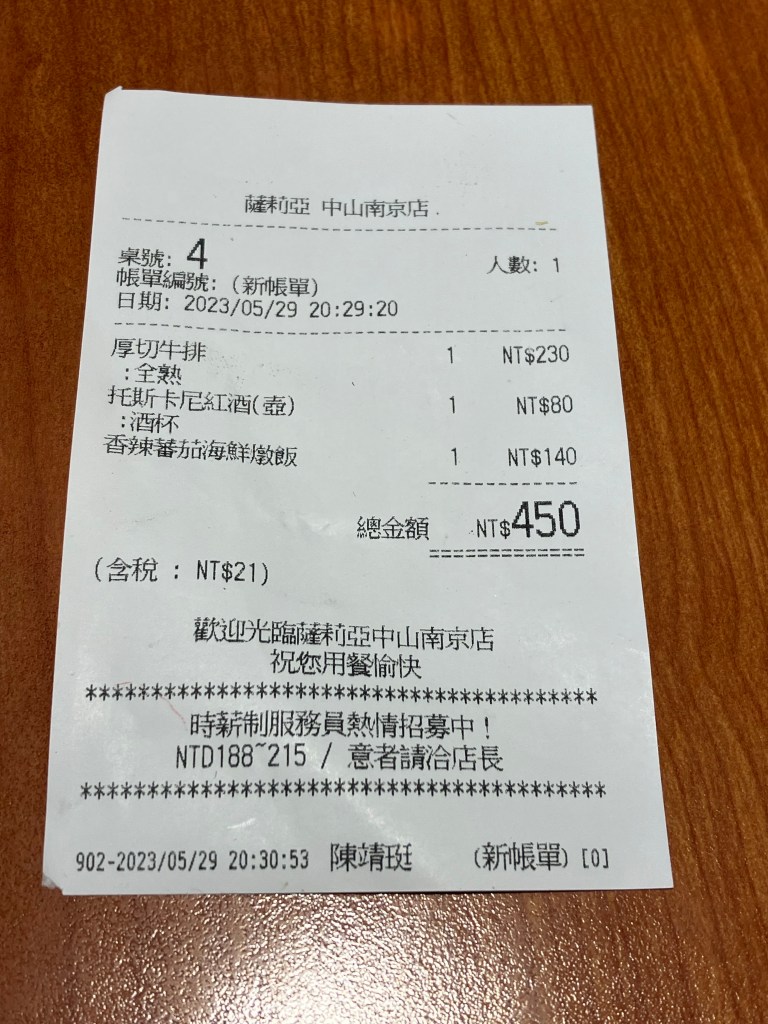 薩莉亞 中山南京店
桌號: 4 人數: 1
帳單編號:(新帳單)
日期: 2023/05/29 20:29:20
厚切牛排 1 NT$230
:全熟
托斯卡尼紅酒(壺) 1 NT$80
:酒杯
香辣蕃茄海鮮燉飯 1 NT$140
總金額 NT$450
(含稅 : NT$21)
歡迎光臨薩莉亞中山南京店
祝您用餐愉快
***************************************
時薪制服務員熱情招募中!
NTD188~215 / 意者請洽店長
***************************************
902-2023/05/29 20:30:53 陳靖珽 (新帳單) [0]